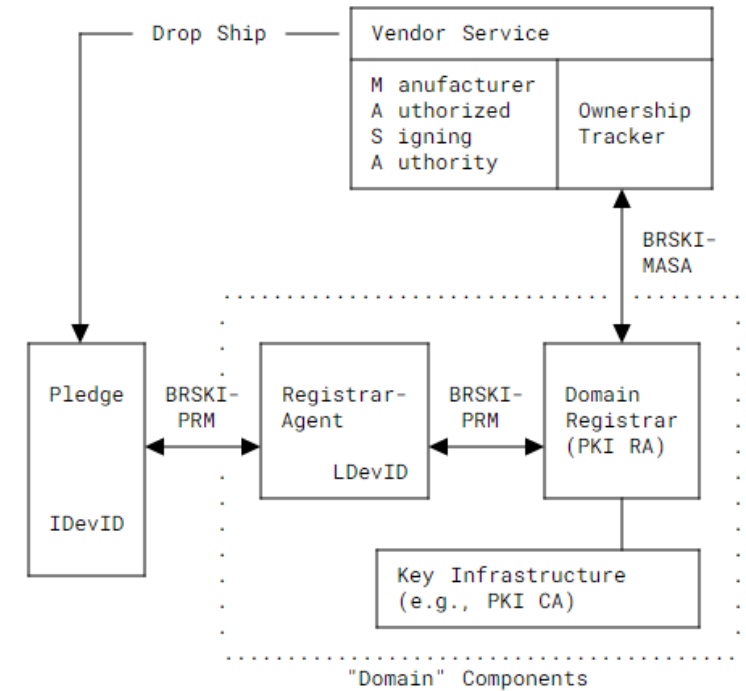 Drop Ship
Vendor Service
M anufacturer
A uthorized
S igning
A uthority
Ownership
Tracker
BRSKI-
MASA
Pledge
IDevID
BRSKI-
PRM
Registrar-
Agent
LDevID
BRSKI-
PRM
Domain
Registrar
(PKI RA)
Key Infrastructure
(e.g., PKI CA)
"Domain" Components